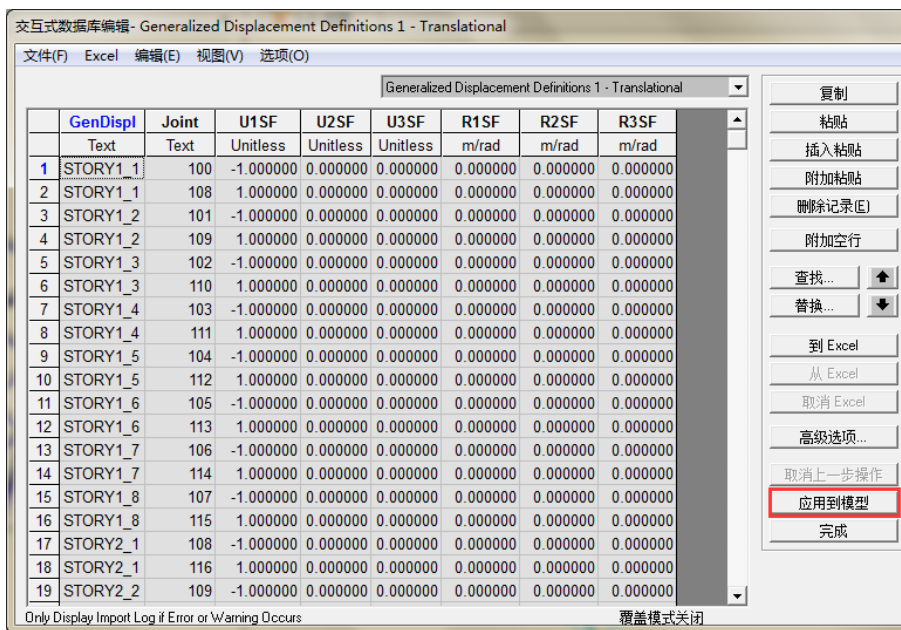 交互式数据库编辑- Generalized Displacement Definitions 1 - Translational
文件(F) Excel 编辑(E) 视图(V) 选项(O)
Generalized Displacement Definitions 1 - Translational
GenDispl Joint U1SF U2SF U3SF R1SF R2SF R3SF
Text Text Unitless Unitless Unitless m/rad m/rad m/rad
1 STORY1_1 100 -1.000000 0.000000 0.000000 0.000000 0.000000 0.000000
2 STORY1_1 108 1.000000 0.000000 0.000000 0.000000 0.000000 0.000000
3 STORY1_2 101 -1.000000 0.000000 0.000000 0.000000 0.000000 0.000000
4 STORY1_2 109 1.000000 0.000000 0.000000 0.000000 0.000000 0.000000
5 STORY1_3 102 -1.000000 0.000000 0.000000 0.000000 0.000000 0.000000
6 STORY1_3 110 1.000000 0.000000 0.000000 0.000000 0.000000 0.000000
7 STORY1_4 103 -1.000000 0.000000 0.000000 0.000000 0.000000 0.000000
8 STORY1_4 111 1.000000 0.000000 0.000000 0.000000 0.000000 0.000000
9 STORY1_5 104 -1.000000 0.000000 0.000000 0.000000 0.000000 0.000000
10 STORY1_5 112 1.000000 0.000000 0.000000 0.000000 0.000000 0.000000
11 STORY1_6 105 -1.000000 0.000000 0.000000 0.000000 0.000000 0.000000
12 STORY1_6 113 1.000000 0.000000 0.000000 0.000000 0.000000 0.000000
13 STORY1_7 106 -1.000000 0.000000 0.000000 0.000000 0.000000 0.000000
14 STORY1_7 114 1.000000 0.000000 0.000000 0.000000 0.000000 0.000000
15 STORY1_8 107 -1.000000 0.000000 0.000000 0.000000 0.000000 0.000000
16 STORY1_8 115 1.000000 0.000000 0.000000 0.000000 0.000000 0.000000
17 STORY2_1 108 -1.000000 0.000000 0.000000 0.000000 0.000000 0.000000
18 STORY2_1 116 1.000000 0.000000 0.000000 0.000000 0.000000 0.000000
19 STORY2_2 109 -1.000000 0.000000 0.000000 0.000000 0.000000 0.000000
复制
粘贴
插入粘贴
附加粘贴
删除记录(E)
附加空行
查找...
替换...
到 Excel
从 Excel
取消 Excel
高级选项...
取消上一步操作
应用到模型
完成
Only Display Import Log if Error or Warning Occurs 覆盖模式关闭